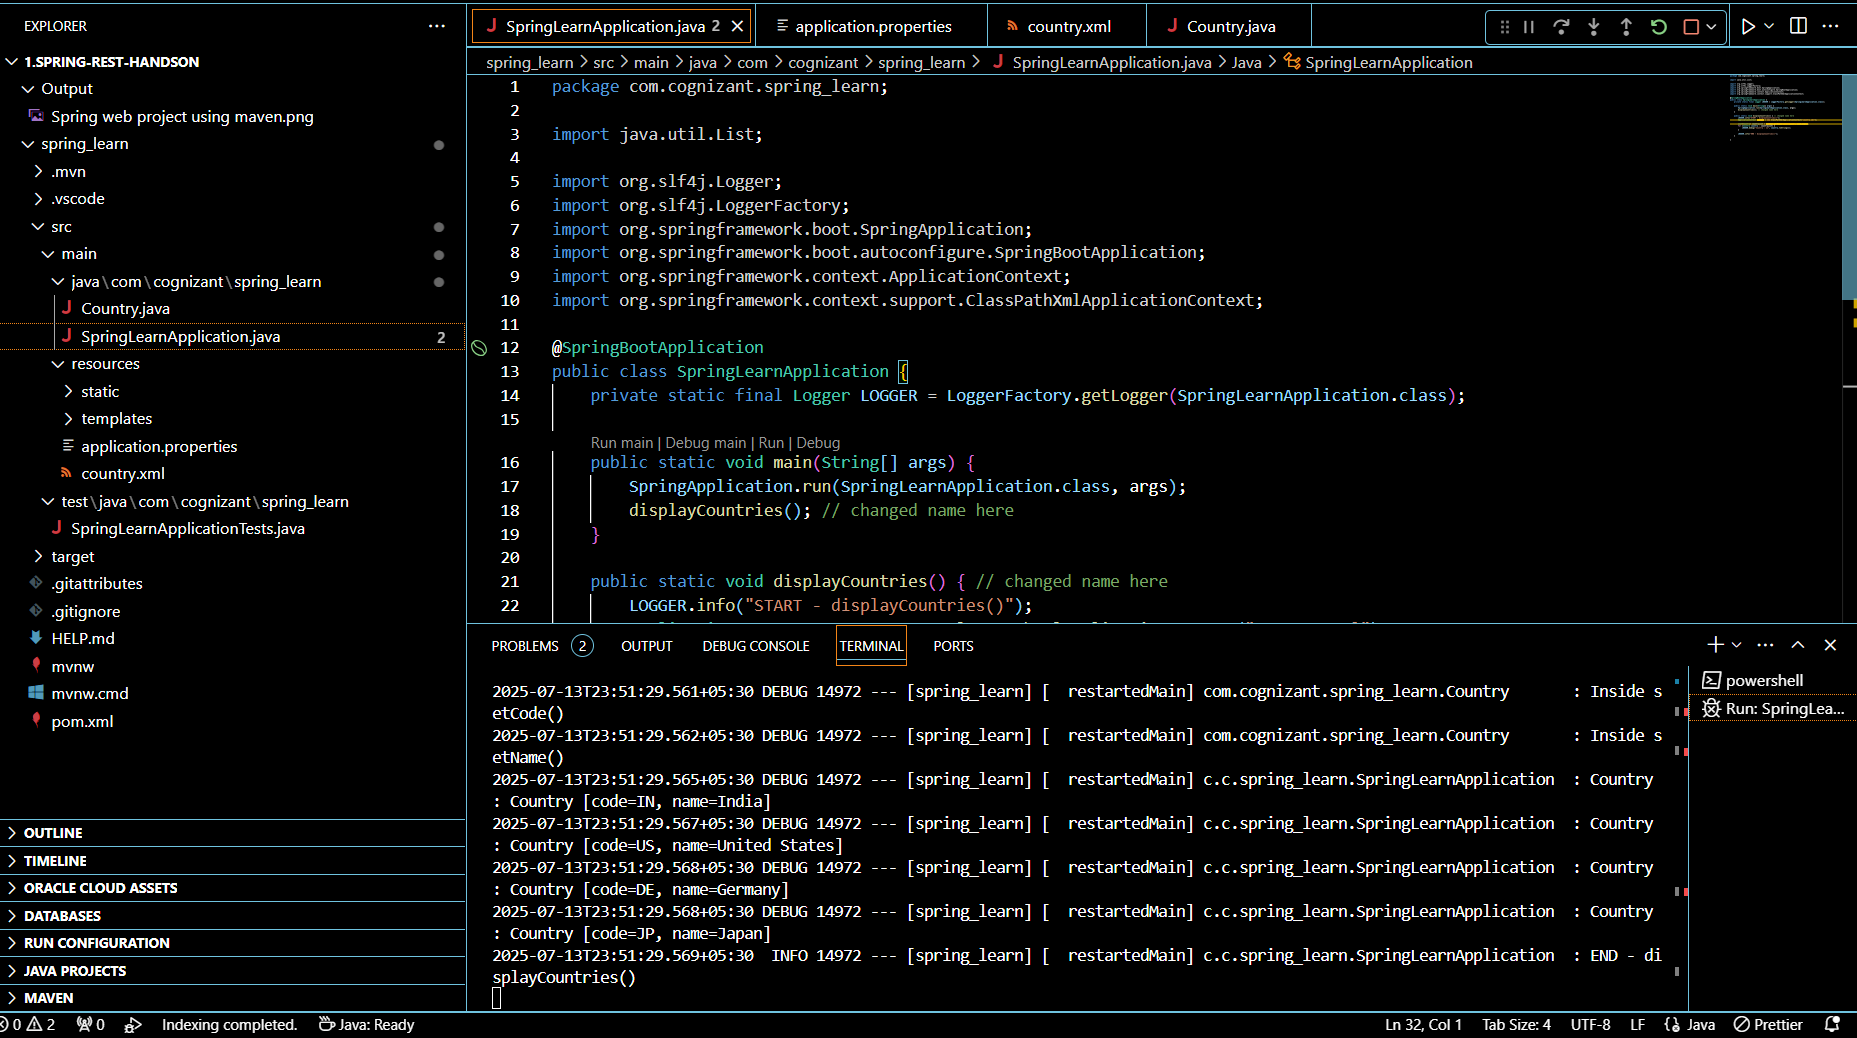 EXPLORER
1.SPRING-REST-HANDSON
Output
Spring web project using maven.png
spring_learn
.mvn
.vscode
src
main
java\com\cognizant\spring_learn
Country.java
SpringLearnApplication.java 2
resources
static
templates
application.properties
country.xml
test\java\com\cognizant\spring_learn
SpringLearnApplicationTests.java
target
.gitattributes
.gitignore
HELP.md
mvnw
mvnw.cmd
pom.xml
OUTLINE
TIMELINE
ORACLE CLOUD ASSETS
DATABASES
RUN CONFIGURATION
JAVA PROJECTS
MAVEN
SpringLearnApplication.java 2 application.properties country.xml Country.java
spring_learn > src > main > java > com > cognizant > spring_learn > SpringLearnApplication.java > Java > SpringLearnApplication
1 package com.cognizant.spring_learn;
2
3 import java.util.List;
4
5 import org.slf4j.Logger;
6 import org.slf4j.LoggerFactory;
7 import org.springframework.boot.SpringApplication;
8 import org.springframework.boot.autoconfigure.SpringBootApplication;
9 import org.springframework.context.ApplicationContext;
10 import org.springframework.context.support.ClassPathXmlApplicationContext;
11
12 @SpringBootApplication
13 public class SpringLearnApplication {
14 private static final Logger LOGGER = LoggerFactory.getLogger(SpringLearnApplication.class);
15
Run main | Debug main | Run | Debug
16 public static void main(String[] args) {
17 SpringApplication.run(SpringLearnApplication.class, args);
18 displayCountries(); // changed name here
19 }
20
21 public static void displayCountries() { // changed name here
22 LOGGER.info("START - displayCountries()");
PROBLEMS 2 OUTPUT DEBUG CONSOLE TERMINAL PORTS
powershell
Run: SpringLea...
2025-07-13T23:51:29.561+05:30 DEBUG 14972 --- [spring_learn] [  restartedMain] com.cognizant.spring_learn.Country       : Inside s
etCode()
2025-07-13T23:51:29.562+05:30 DEBUG 14972 --- [spring_learn] [  restartedMain] com.cognizant.spring_learn.Country       : Inside s
etName()
2025-07-13T23:51:29.565+05:30 DEBUG 14972 --- [spring_learn] [  restartedMain] c.c.spring_learn.SpringLearnApplication  : Country
: Country [code=IN, name=India]
2025-07-13T23:51:29.567+05:30 DEBUG 14972 --- [spring_learn] [  restartedMain] c.c.spring_learn.SpringLearnApplication  : Country
: Country [code=US, name=United States]
2025-07-13T23:51:29.568+05:30 DEBUG 14972 --- [spring_learn] [  restartedMain] c.c.spring_learn.SpringLearnApplication  : Country
: Country [code=DE, name=Germany]
2025-07-13T23:51:29.568+05:30 DEBUG 14972 --- [spring_learn] [  restartedMain] c.c.spring_learn.SpringLearnApplication  : Country
: Country [code=JP, name=Japan]
2025-07-13T23:51:29.569+05:30  INFO 14972 --- [spring_learn] [  restartedMain] c.c.spring_learn.SpringLearnApplication  : END - di
splayCountries()
0 2 0 Indexing completed. Java: Ready Ln 32, Col 1 Tab Size: 4 UTF-8 LF Java Prettier